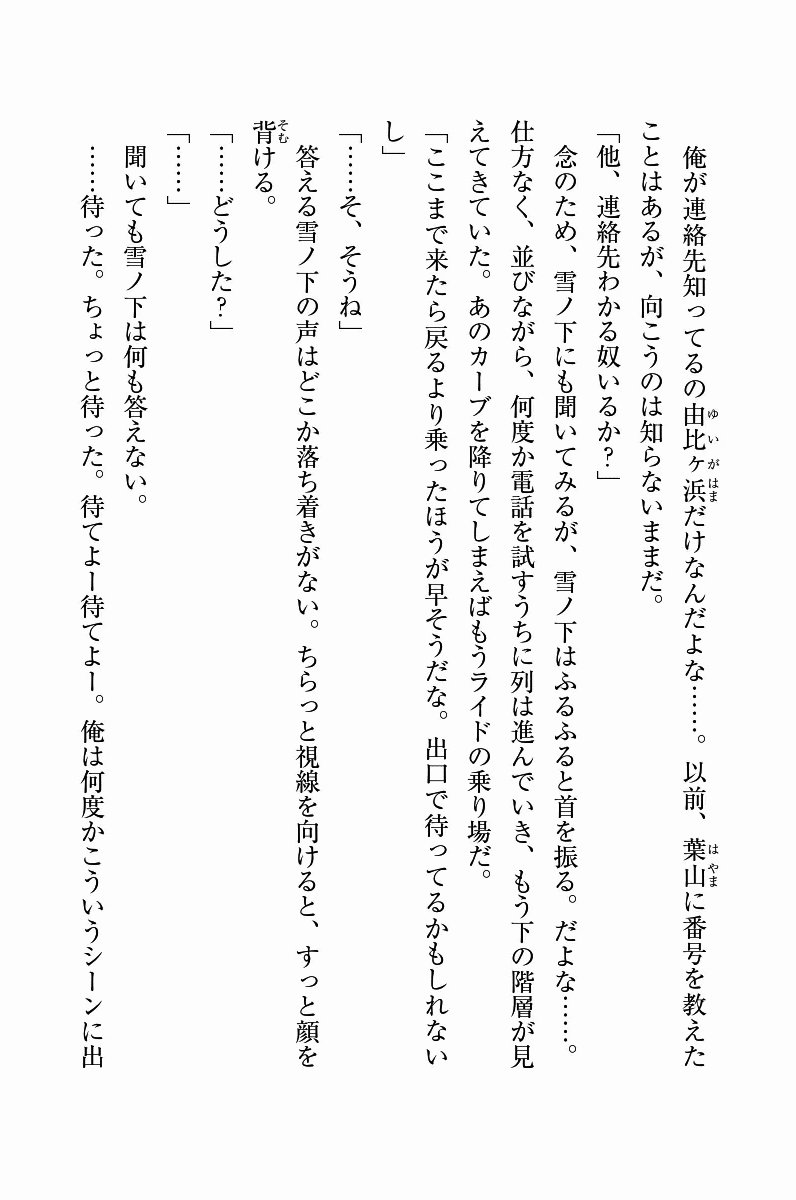 俺が連絡先知ってるの由比ヶ浜だけなんだよな……。以前、葉山に番号を教えた
ことはあるが、向こうのは知らないままだ。
「他、連絡先わかる奴いるか？」
念のため、雪ノ下にも聞いてみるが、雪ノ下はふるふると首を振る。だよな……。
仕方なく、並びながら、何度か電話を試すうちに列は進んでいき、もう下の階層が見
えてきていた。あのカーブを降りてしまえばもうライドの乗り場だ。
「ここまで来たら戻るより乗ったほうが早そうだな。出口で待ってるかもしれない
し」
「……そ、そうね」
答える雪ノ下の声はどこか落ち着きがない。ちらっと視線を向けると、すっと顔を
背ける。
「……どうした？」
「……」
聞いても雪ノ下は何も答えない。
……待った。ちょっと待った。待てよー待てよー。俺は何度かこういうシーンに出